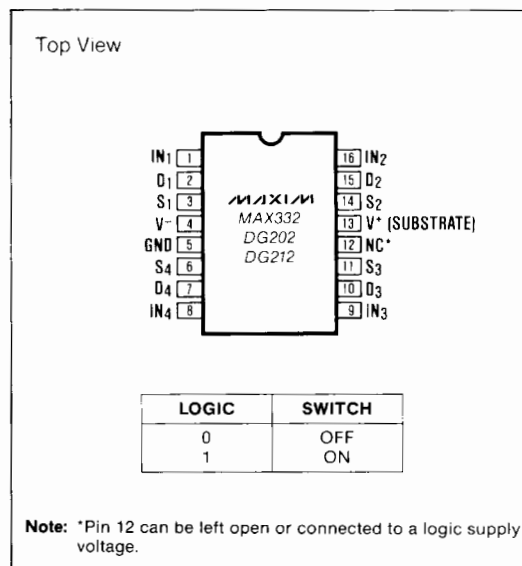 Top View
IN1 1 16 IN2
D1 2 15 D2
S1 3 MAXIM 14 S2
V- 4 MAX332 13 V+ (SUBSTRATE)
GND 5 DG202 12 NC*
S4 6 DG212 11 S3
D4 7 10 D3
IN4 8 9 IN3
LOGIC SWITCH
0 OFF
1 ON
Note: *Pin 12 can be left open or connected to a logic supply
voltage.